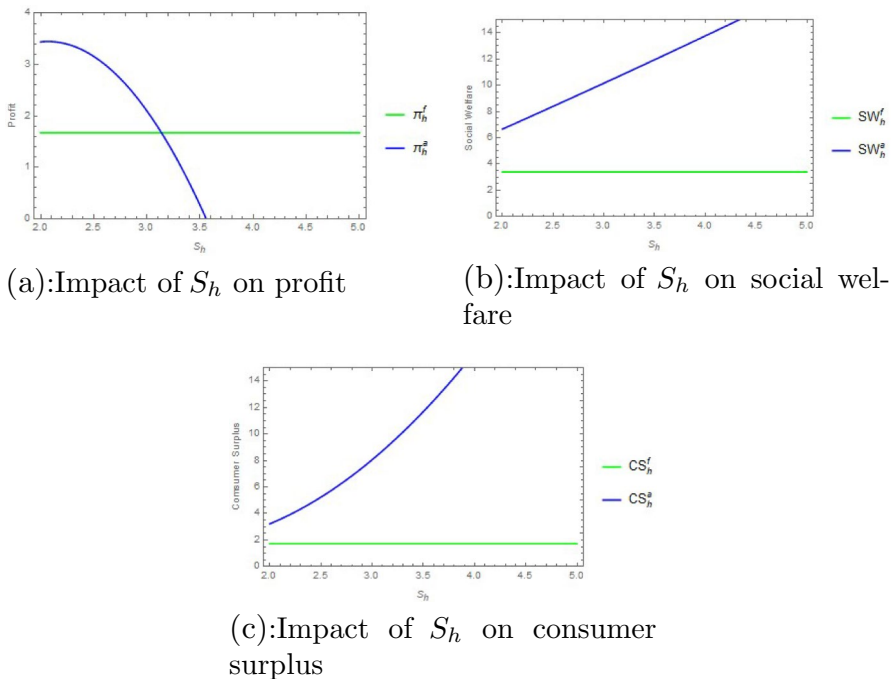 4
3
2
1
0
Profit
2.0 2.5 3.0 3.5 4.0 4.5 5.0
S_h
π_h^f
π_h^a
(a):Impact of S_h on profit
14
12
10
8
6
4
2
0
Social Welfare
2.0 2.5 3.0 3.5 4.0 4.5 5.0
S_h
SW_h^f
SW_h^a
(b):Impact of S_h on social wel-
fare
14
12
10
8
6
4
2
0
Comsumer Surplus
2.0 2.5 3.0 3.5 4.0 4.5 5.0
S_h
CS_h^f
CS_h^a
(c):Impact of S_h on consumer
surplus